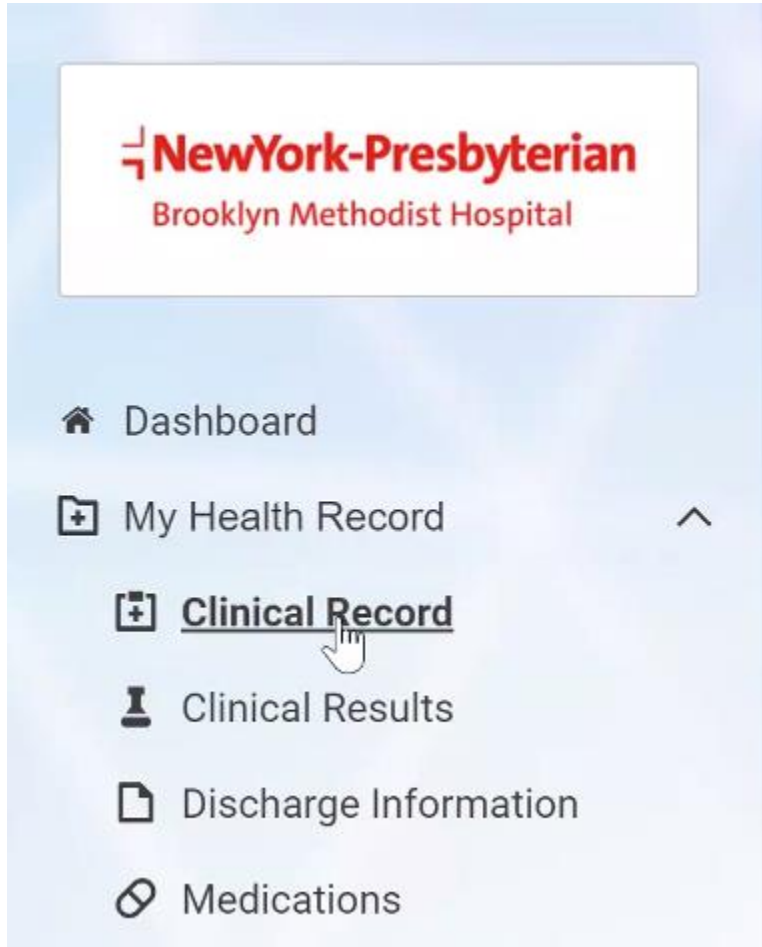 NewYork-Presbyterian
Brooklyn Methodist Hospital
Dashboard
My Health Record
Clinical Record
Clinical Results
Discharge Information
Medications